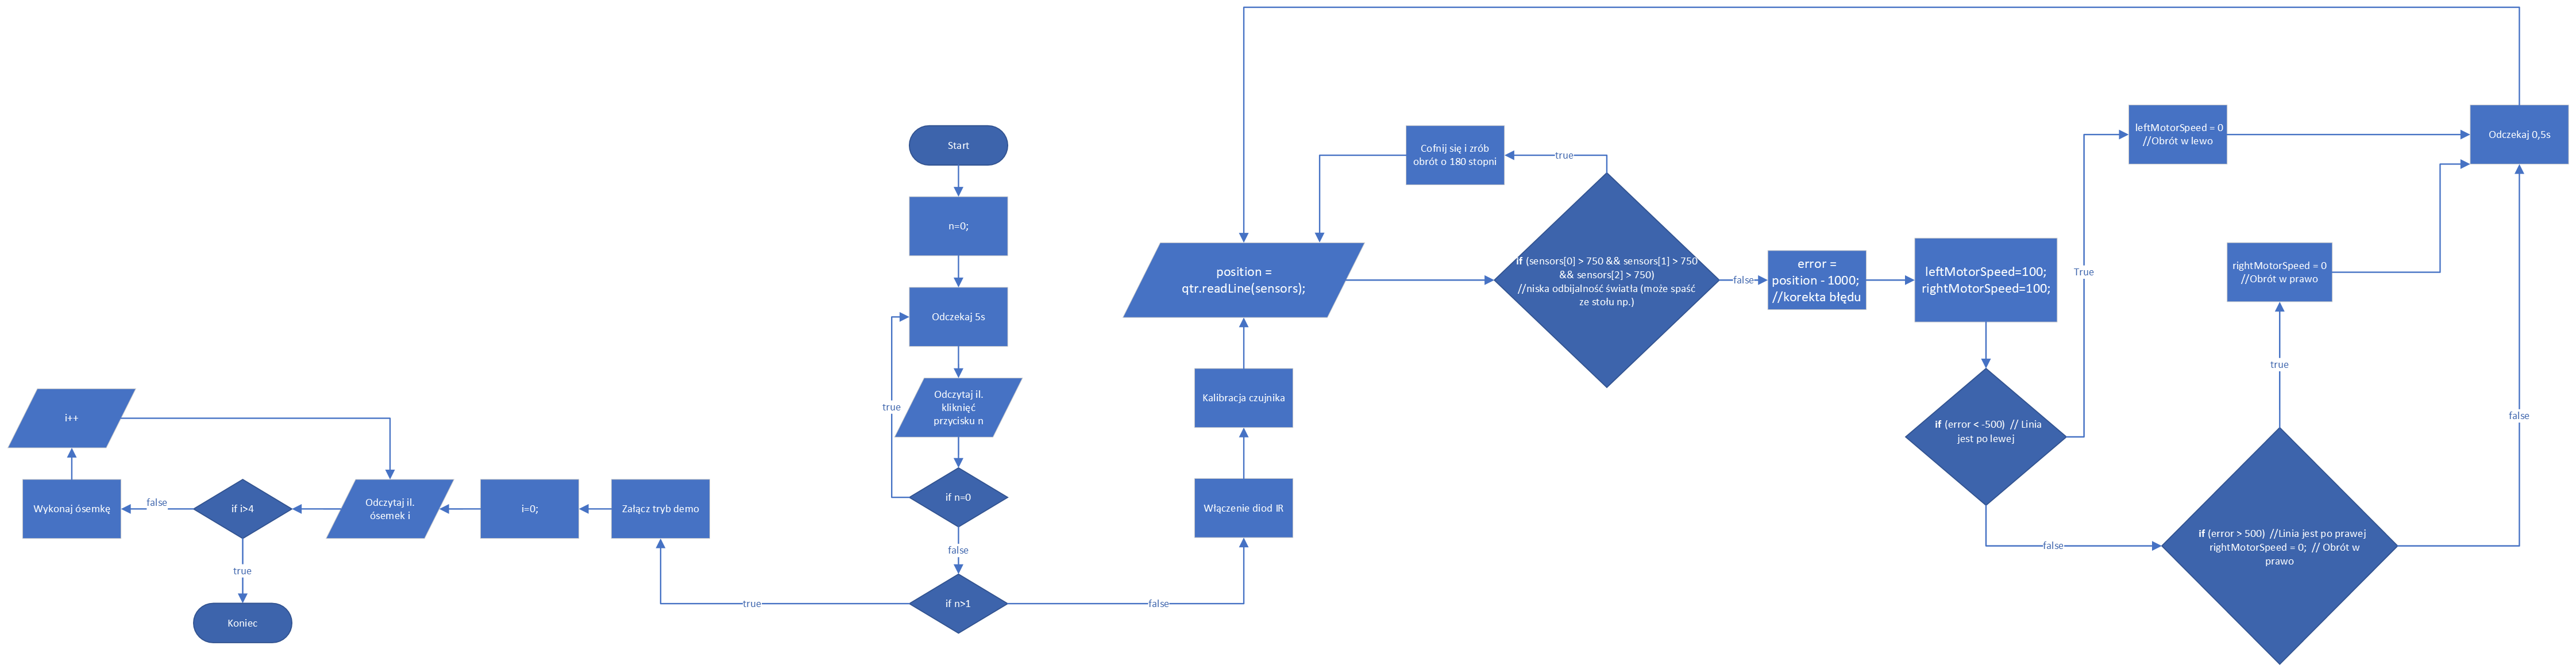 Start
n=0;
Odczekaj 5s
Odczytaj il.
kliknięć
przycisku n
true
if n=0
false
if n>1
true
false
Załącz tryb demo
i=0;
Odczytaj il.
ósemek i
if i>4
false
true
Wykonaj ósemkę
i++
Koniec
Włączenie diod IR
Kalibracja czujnika
position =
qtr.readLine(sensors);
if (sensors[0] > 750 && sensors[1] > 750
&& sensors[2] > 750)
//niska odbijalność światła (może spaść
ze stołu np.)
true
Cofnij się i zrób
obrót o 180 stopni
false
error =
position - 1000;
//korekta błędu
leftMotorSpeed=100;
rightMotorSpeed=100;
if (error < -500)  // Linia
jest po lewej
True
leftMotorSpeed = 0
//Obrót w lewo
false
if (error > 500)  //Linia jest po prawej
rightMotorSpeed = 0;  // Obrót w
prawo
true
rightMotorSpeed = 0
//Obrót w prawo
false
Odczekaj 0,5s